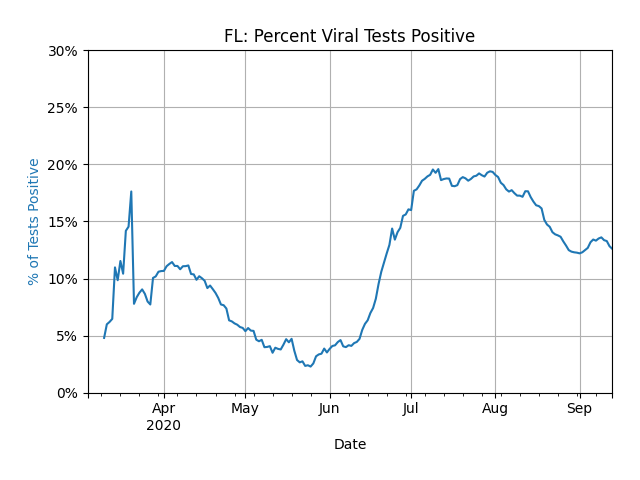 FL: Percent Viral Tests Positive
30%
25%
20%
15%
10%
5%
0%
% of Tests Positive
Apr
2020
May
Jun
Jul
Aug
Sep
Date